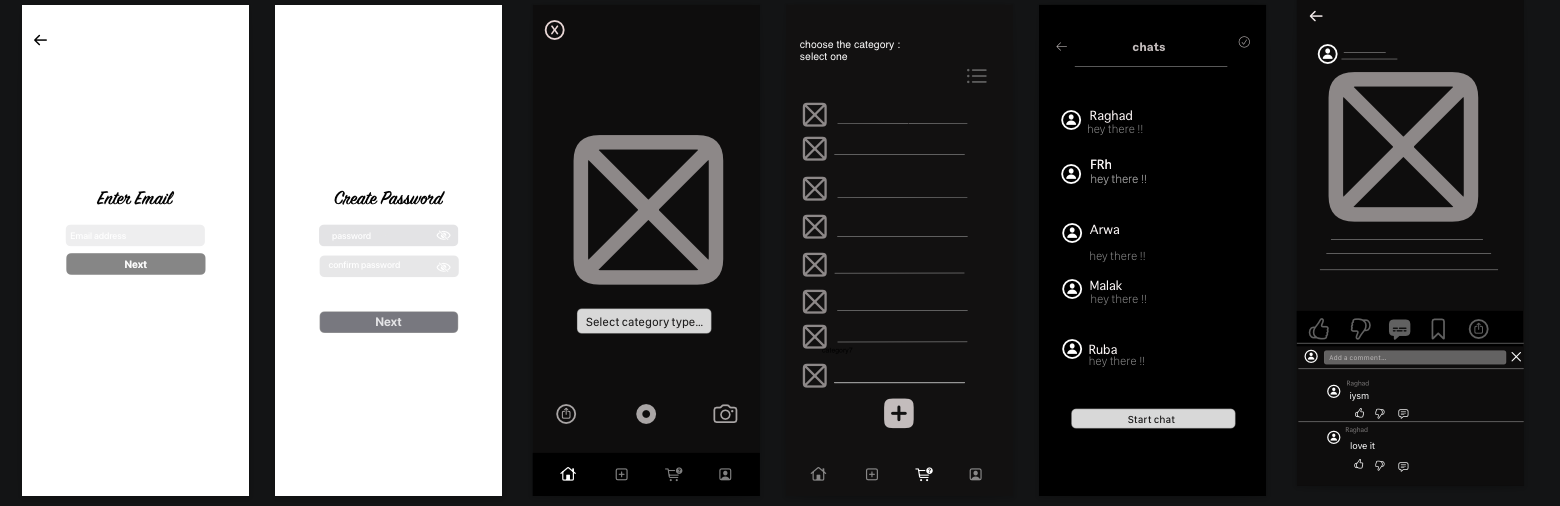 Enter Email
Email address
Next
Create Password
password
confirm password
Next
X
Select category type...
choose the category :
select one
?
chats
Raghad
hey there !!
FRh
hey there !!
Arwa
hey there !!
Malak
hey there !!
Ruba
hey there !!
Start chat
Add a comment...
Raghad
iysm
Raghad
love it